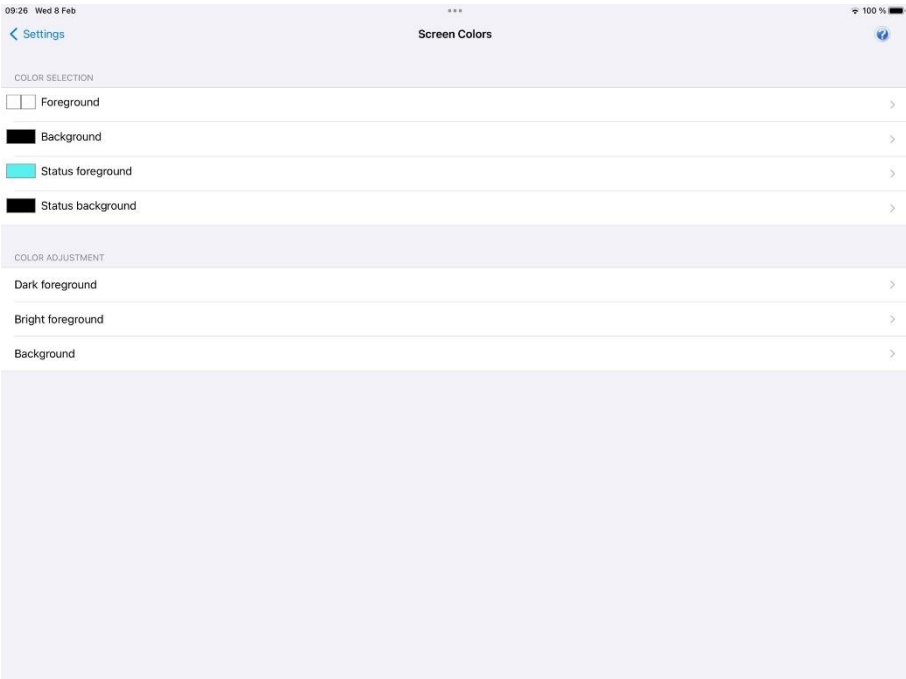 09:26 Wed 8 Feb 100 %
Settings Screen Colors ?
COLOR SELECTION
Foreground
Background
Status foreground
Status background
COLOR ADJUSTMENT
Dark foreground
Bright foreground
Background